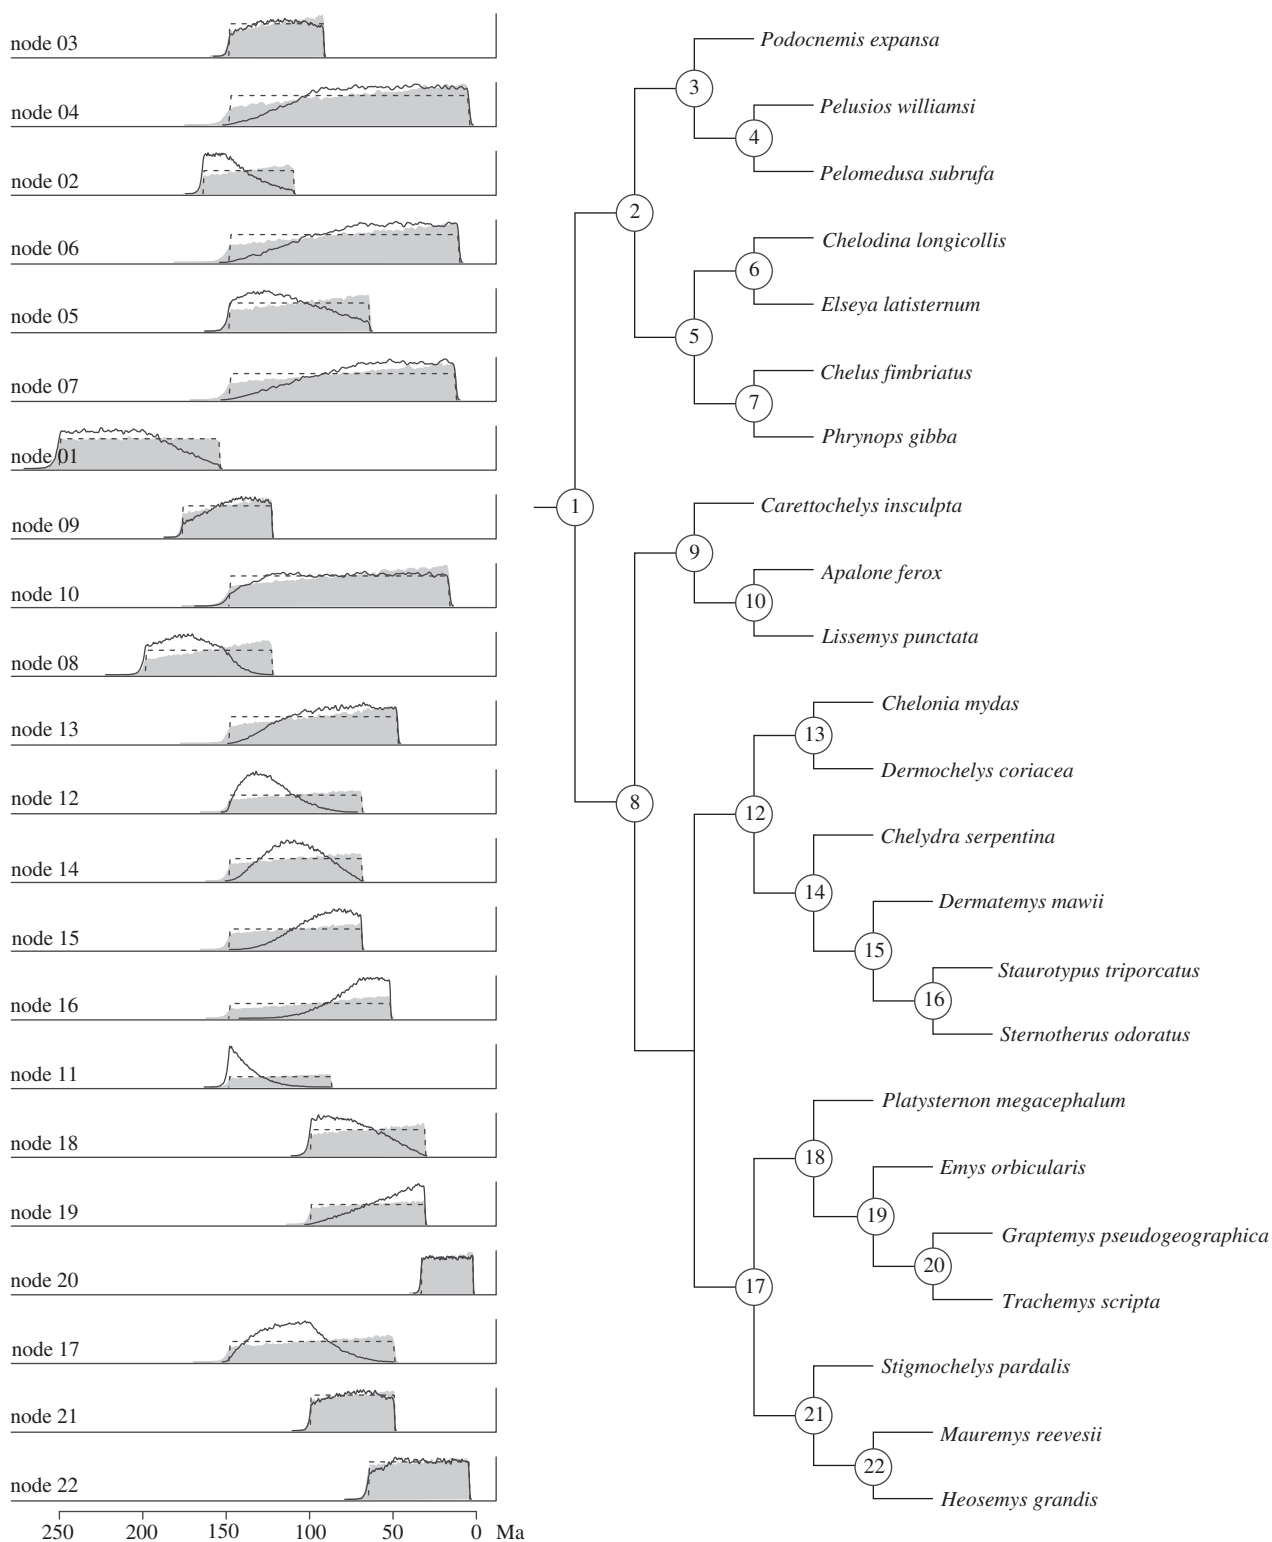 node 03
node 04
node 02
node 06
node 05
node 07
node 01
node 09
node 10
node 08
node 13
node 12
node 14
node 15
node 16
node 11
node 18
node 19
node 20
node 17
node 21
node 22
250 200 150 100 50 0 Ma
Podocnemis expansa
3
Pelusios williamsi
4
Pelomedusa subrufa
2
Chelodina longicollis
6
Elseya latisternum
5
Chelus fimbriatus
7
Phrynops gibba
1
Carettochelys insculpta
9
Apalone ferox
10
Lissemys punctata
Chelonia mydas
13
Dermochelys coriacea
8
12
Chelydra serpentina
14
Dermatemys mawii
15
Staurotypus triporcatus
16
Sternotherus odoratus
Platysternon megacephalum
18
Emys orbicularis
19
Graptemys pseudogeographica
20
17
Trachemys scripta
Stigmochelys pardalis
21
Mauremys reevesii
22
Heosemys grandis